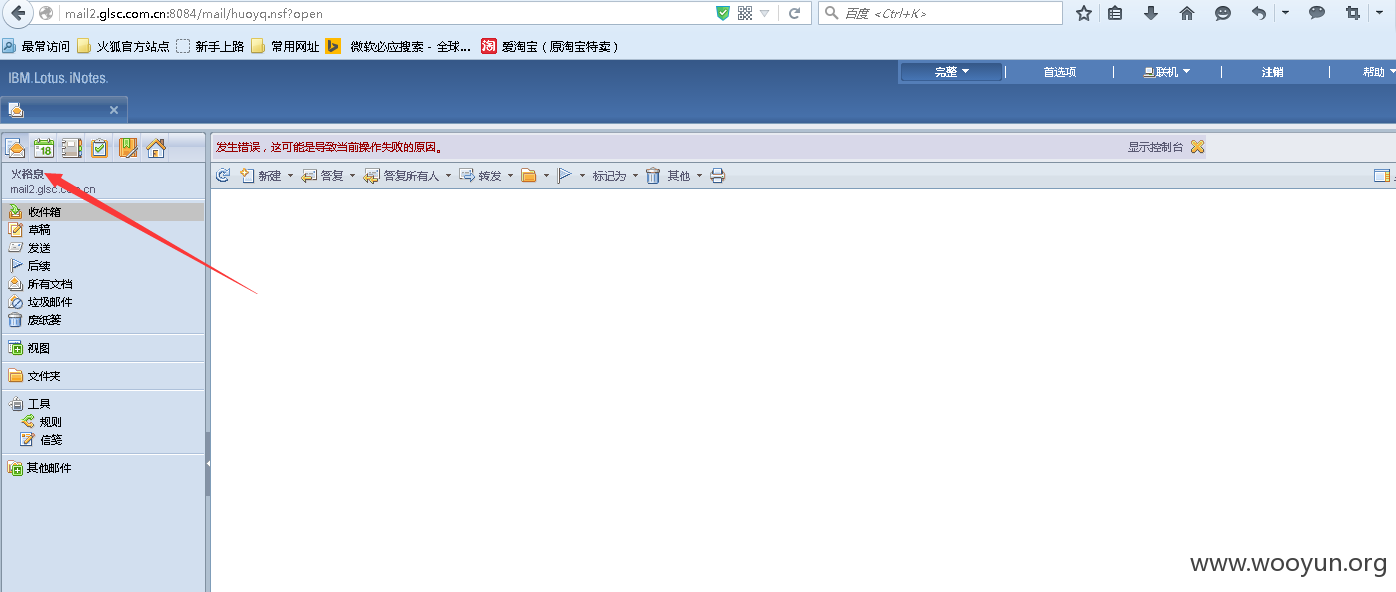 mail2.glsc.com.cn:8084/mail/huoyq.nsf?open
百度 <Ctrl+K>
最常访问 火狐官方站点 新手上路 常用网址 微软必应搜索 - 全球... 淘 爱淘宝（原淘宝特卖）
IBM.Lotus.iNotes.
完整 首选项 联机 注销 帮助
18
发生错误，这可能是导致当前操作失败的原因。 显示控制台
火裕息
mail2.glsc.com.cn
新建 答复 答复所有人 转发 标记为 其他
收件箱
草稿
发送
后续
所有文档
垃圾邮件
废纸篓
视图
文件夹
工具
规则
信笺
其他邮件
www.wooyun.org